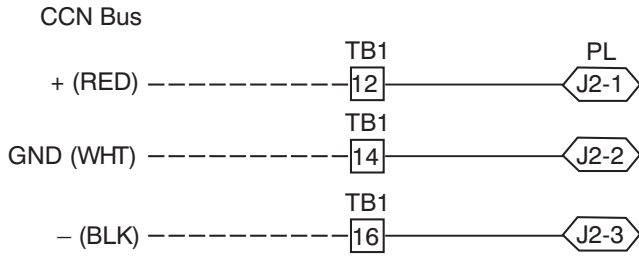 CCN Bus
TB1 PL
+ (RED) 12 J2-1
TB1
GND (WHT) 14 J2-2
TB1
– (BLK) 16 J2-3